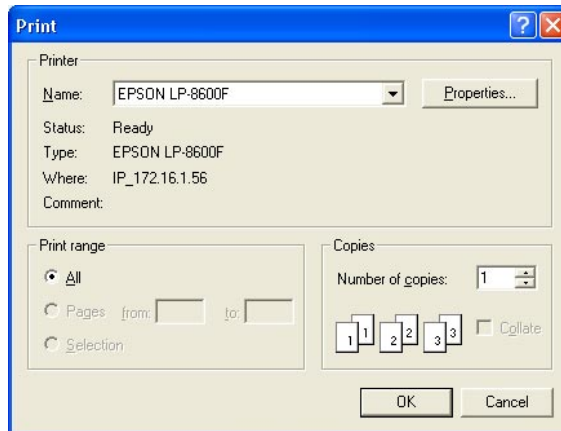 Print
Printer
Name: EPSON LP-8600F Properties...
Status: Ready
Type: EPSON LP-8600F
Where: IP_172.16.1.56
Comment:
Print range
All
Pages from: to:
Selection
Copies
Number of copies: 1
1 1 2 2 3 3 Collate
OK Cancel